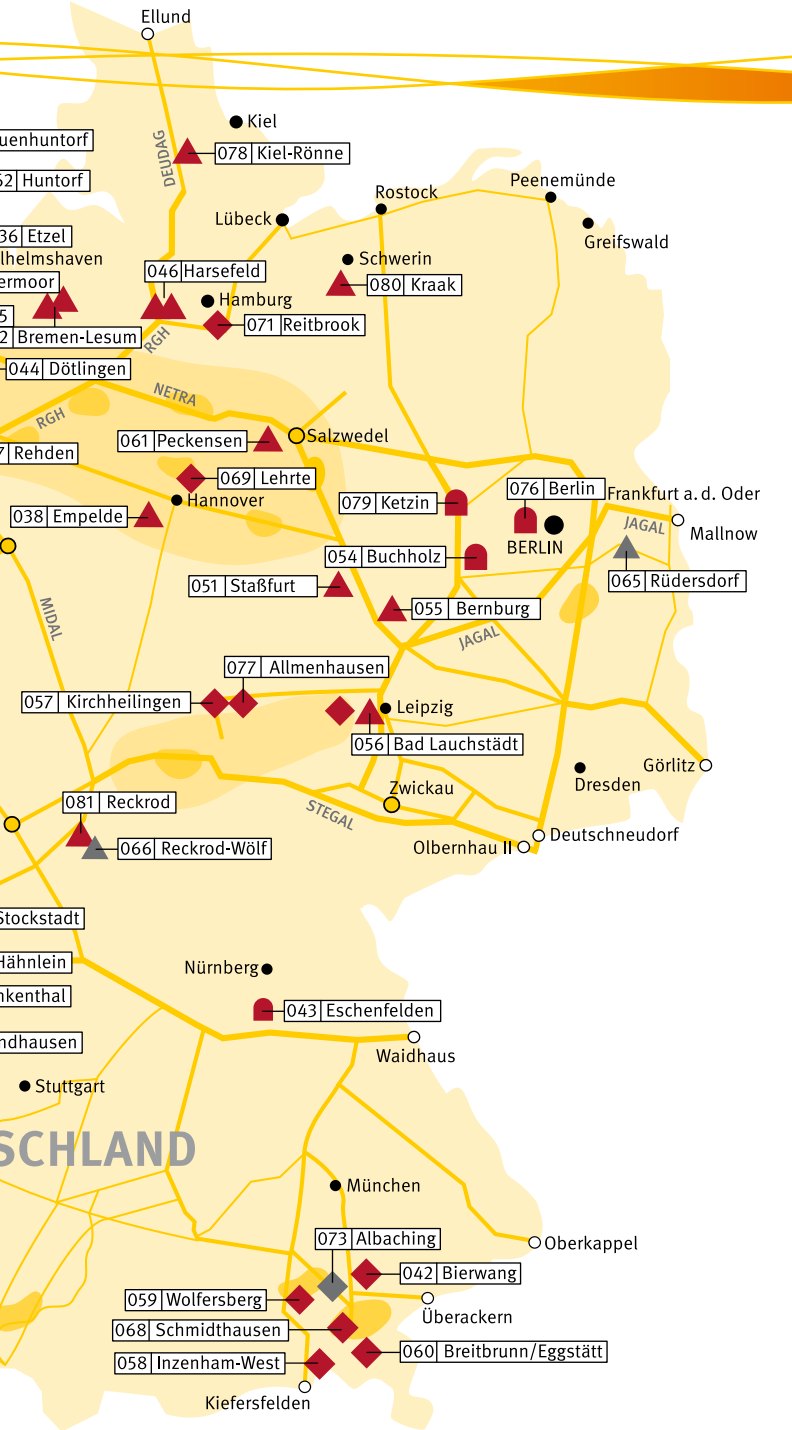 Ellund
Kiel
uenhuntorf
078 Kiel-Rönne
DEUDAG
Huntorf
Peenemünde
Rostock
Lübeck
36 Etzel
Greifswald
lhelmshaven
Schwerin
046 Harsefeld
ermoor
080 Kraak
Hamburg
5
071 Reitbrook
2 Bremen-Lesum
RGH
044 Dötlingen
NETRA
RGH
061 Peckensen
Salzwedel
7 Rehden
069 Lehrte
076 Berlin
Frankfurt a. d. Oder
Hannover
079 Ketzin
038 Empelde
JAGAL
Mallnow
BERLIN
054 Buchholz
065 Rüdersdorf
051 Staßfurt
055 Bernburg
MIDAL
JAGAL
077 Allmenhausen
057 Kirchheilingen
Leipzig
056 Bad Lauchstädt
Görlitz
Dresden
Zwickau
081 Reckrod
STEGAL
Deutschneudorf
066 Reckrod-Wölf
Olbernhau II
Stockstadt
Hähnlein
Nürnberg
nkenthal
043 Eschenfelden
ndhausen
Waidhaus
Stuttgart
SCHLAND
München
073 Albaching
Oberkappel
042 Bierwang
059 Wolfersberg
Überackern
068 Schmidthausen
060 Breitbrunn/Eggstätt
058 Inzenham-West
Kiefersfelden